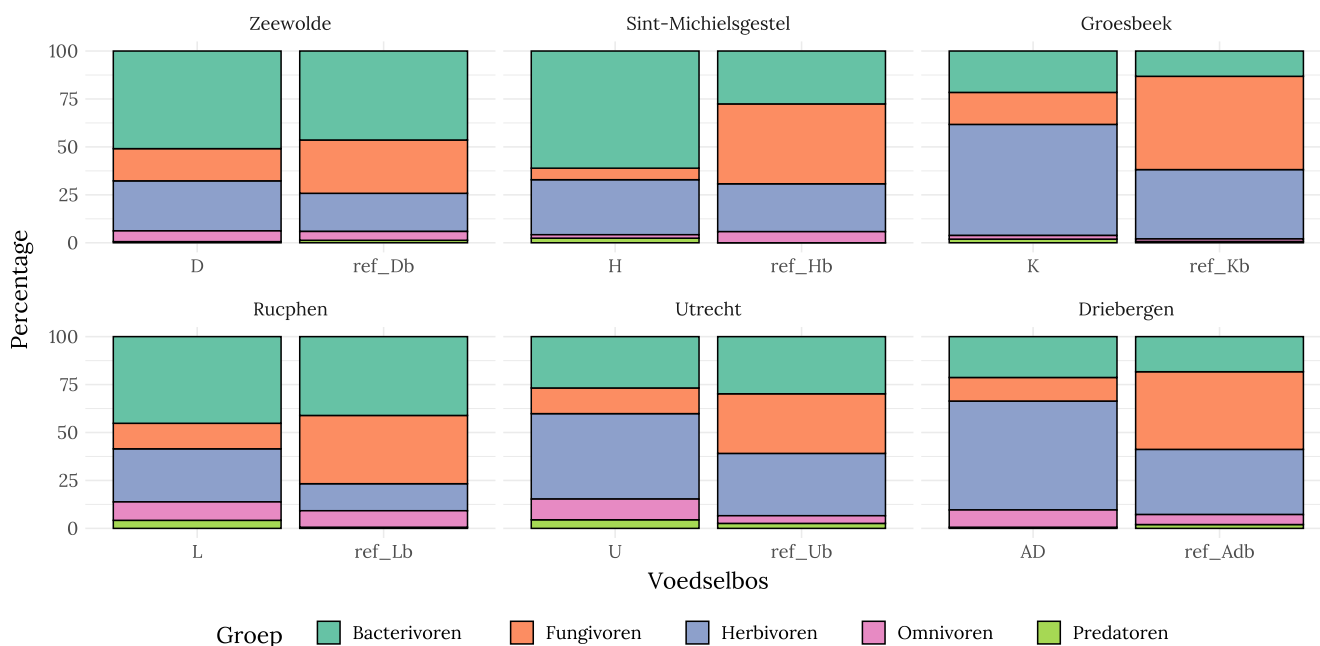 Zeewolde Sint-Michielsgestel Groesbeek
100
75
50
25
0
D ref_Db H ref_Hb K ref_Kb
Percentage
Rucphen Utrecht Driebergen
100
75
50
25
0
L ref_Lb U ref_Ub AD ref_Adb
Voedselbos
Groep Bacterivoren Fungivoren Herbivoren Omnivoren Predatoren